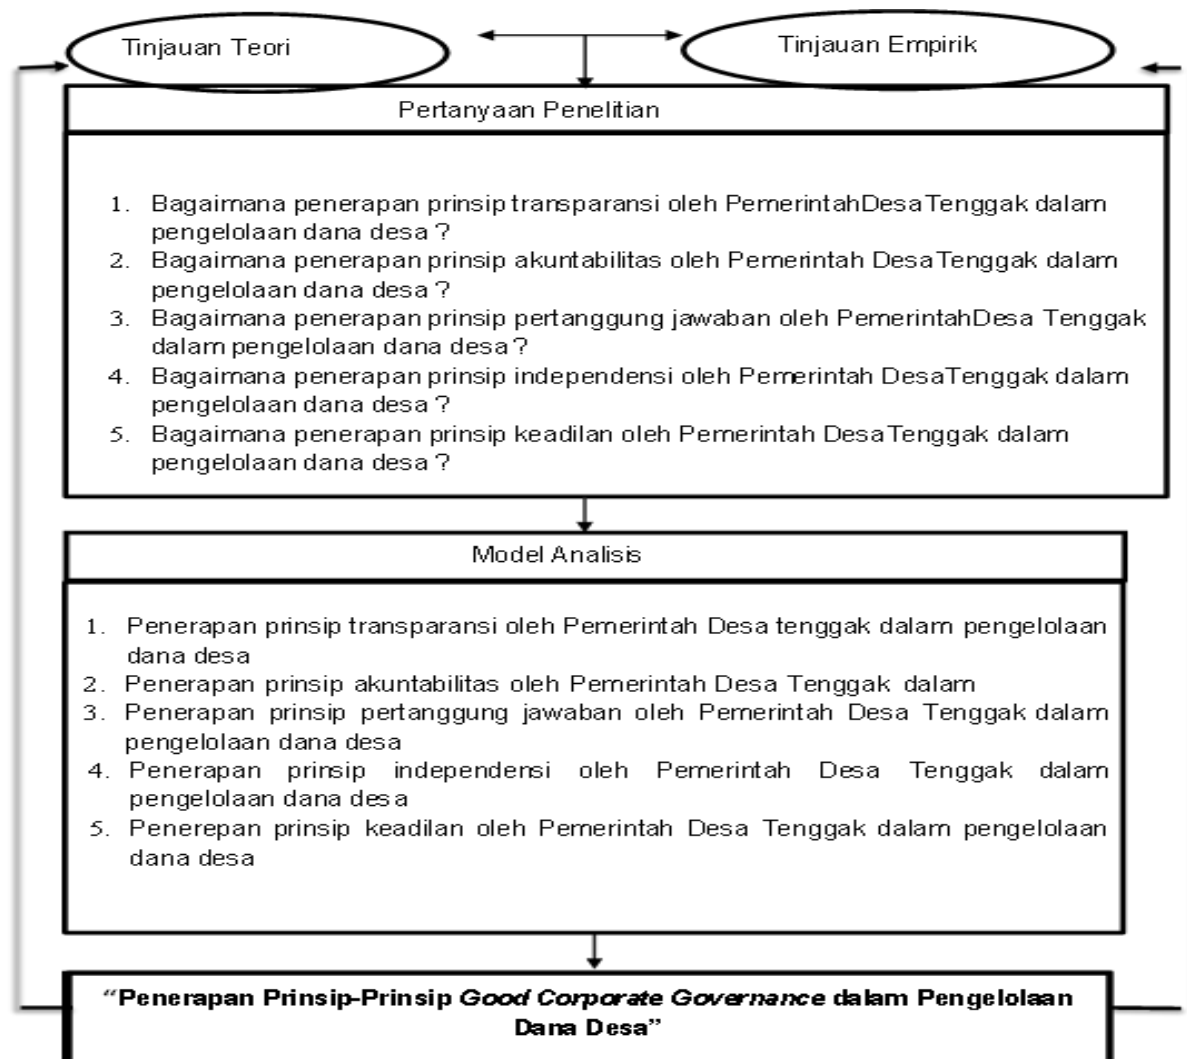 Tinjauan Teori
Tinjauan Empirik
Pertanyaan Penelitian
1. Bagaimana penerapan prinsip transparansi oleh PemerintahDesaTenggak dalam
pengelolaan dana desa ?
2. Bagaimana penerapan prinsip akuntabilitas oleh Pemerintah DesaTenggak dalam
pengelolaan dana desa ?
3. Bagaimana penerapan prinsip pertanggung jawaban oleh PemerintahDesa Tenggak
dalam pengelolaan dana desa ?
4. Bagaimana penerapan prinsip independensi oleh Pemerintah DesaTenggak dalam
pengelolaan dana desa ?
5. Bagaimana penerapan prinsip keadilan oleh Pemerintah DesaTenggak dalam
pengelolaan dana desa ?
Model Analisis
1. Penerapan prinsip transparansi oleh Pemerintah Desa tenggak dalam pengelolaan
dana desa
2. Penerapan prinsip akuntabilitas oleh Pemerintah Desa Tenggak dalam
3. Penerapan prinsip pertanggung jawaban oleh Pemerintah Desa Tenggak dalam
pengelolaan dana desa
4. Penerapan prinsip independensi oleh Pemerintah Desa Tenggak dalam
pengelolaan dana desa
5. Penerepan prinsip keadilan oleh Pemerintah Desa Tenggak dalam pengelolaan
dana desa
“Penerapan Prinsip-Prinsip Good Corporate Governance dalam Pengelolaan
Dana Desa”